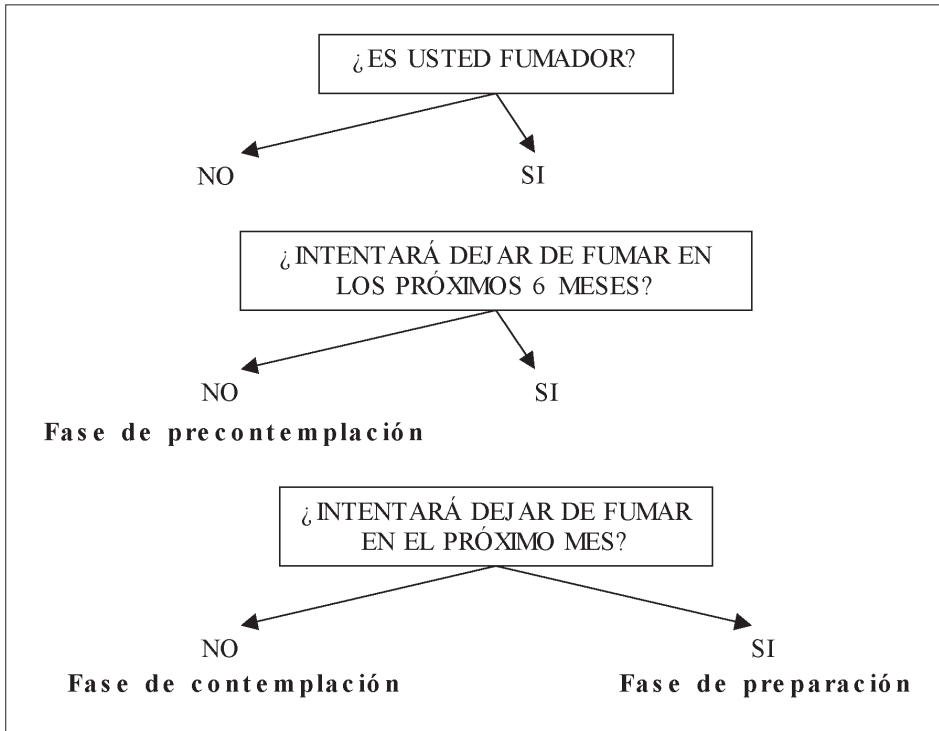 ¿ES USTED FUMADOR?
NO
SI
¿INTENTARÁ DEJAR DE FUMAR EN
LOS PRÓXIMOS 6 MESES?
NO
SI
Fase de precontemplación
¿INTENTARÁ DEJAR DE FUMAR
EN EL PRÓXIMO MES?
NO
SI
Fase de contemplación
Fase de preparación